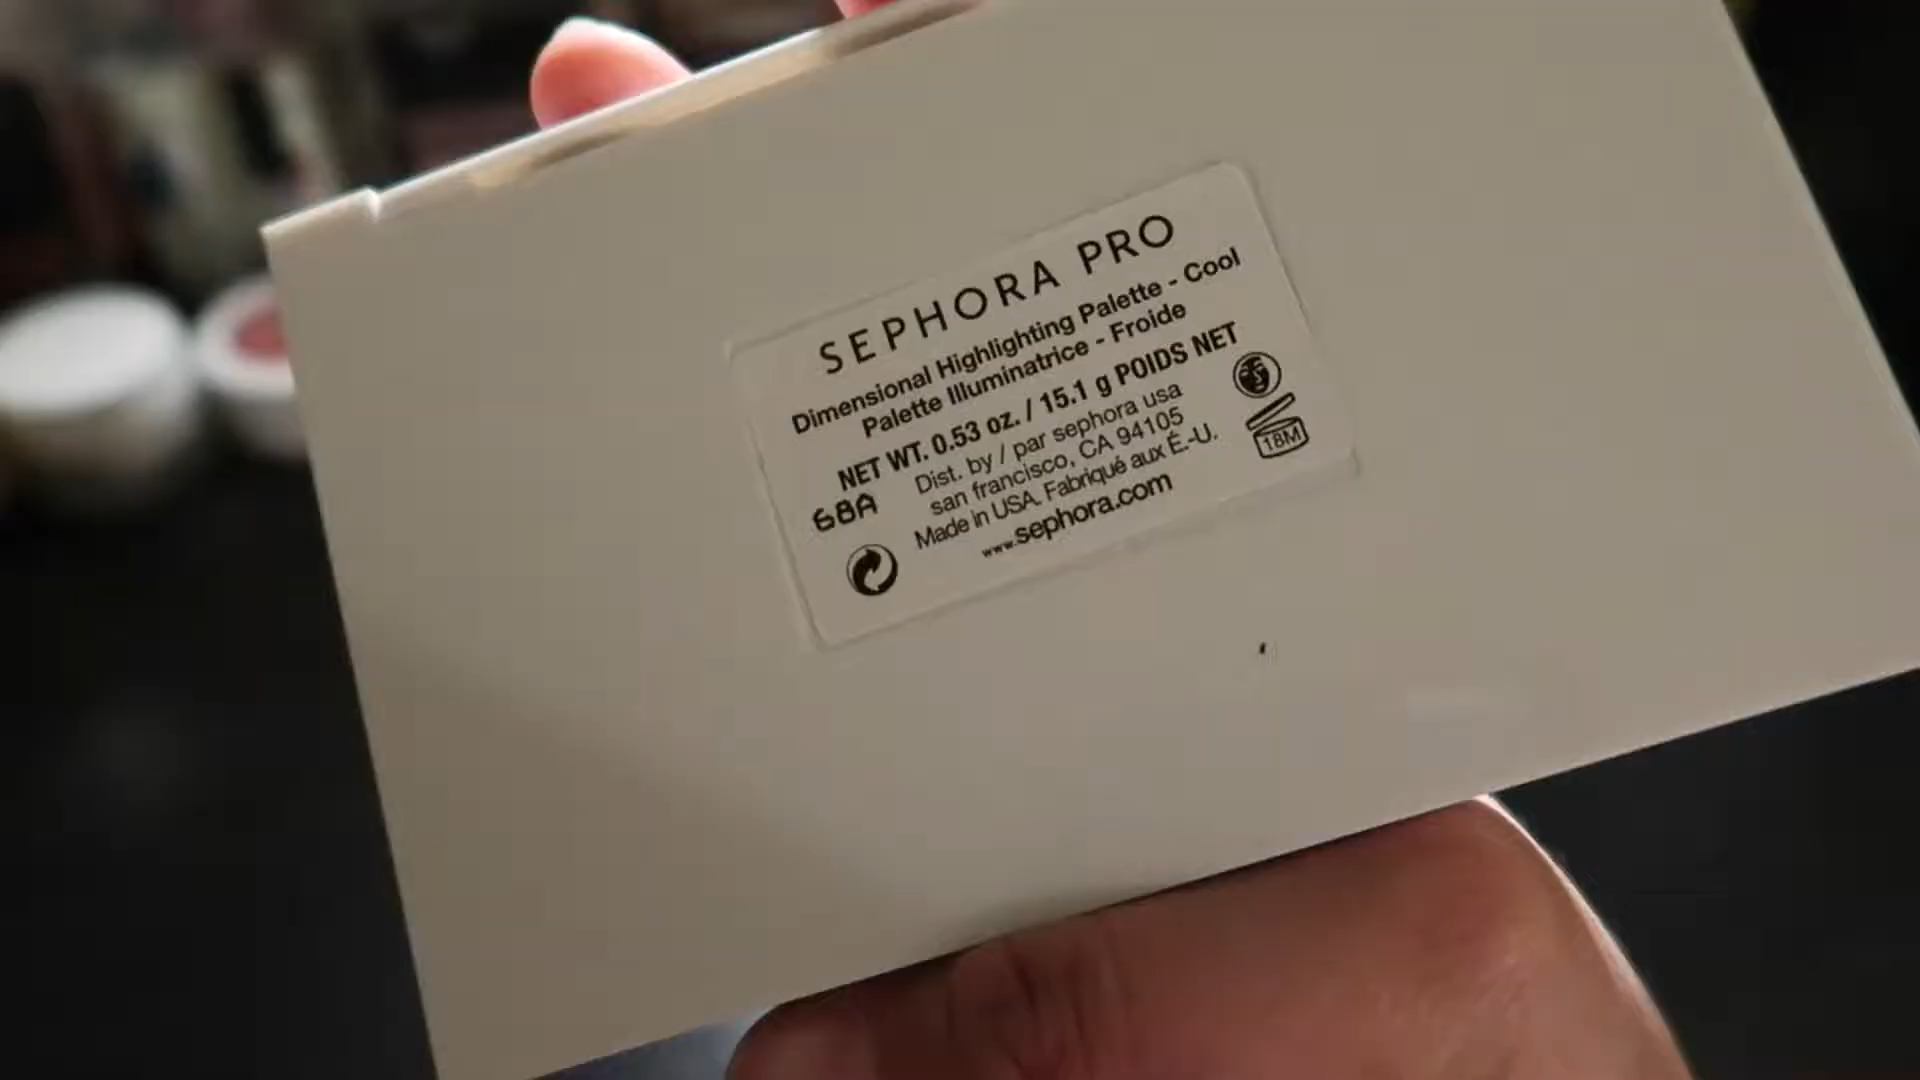 SEPHORA PRO
Dimensional Highlighting Palette - Cool
Palette Illuminatrice - Froide
NET WT. 0.53 oz. / 15.1 g POIDS NET
Dist. by / par sephora usa
san francisco, CA 94105
Made in USA. Fabriqué aux É.-U.
www.sephora.com
68A
18M